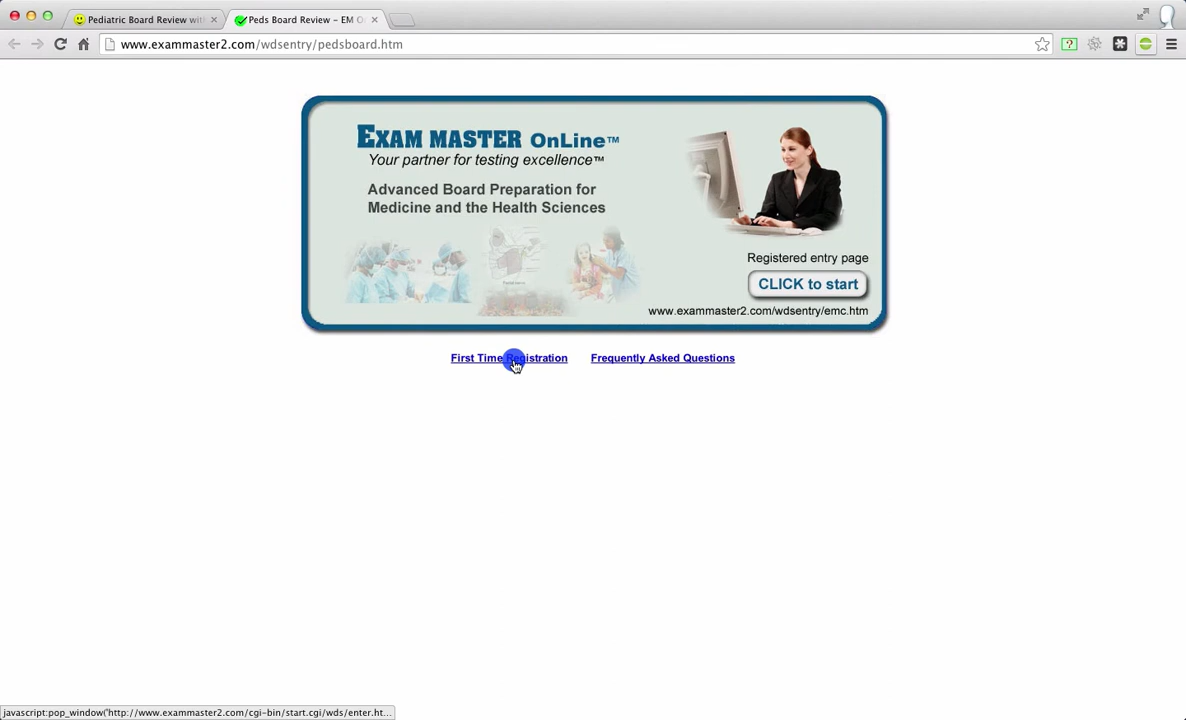 Pediatric Board Review wit
Peds Board Review – EM O
www.exammaster2.com/wdsentry/pedsboard.htm
EXAM MASTER OnLine™
Your partner for testing excellence™
Advanced Board Preparation for
Medicine and the Health Sciences
Registered entry page
CLICK to start
www.exammaster2.com/wdsentry/emc.htm
First Time Registration Frequently Asked Questions
javascript:pop_window("http://www.exammaster2.com/cgi-bin/start.cgi/wds/enter.ht...